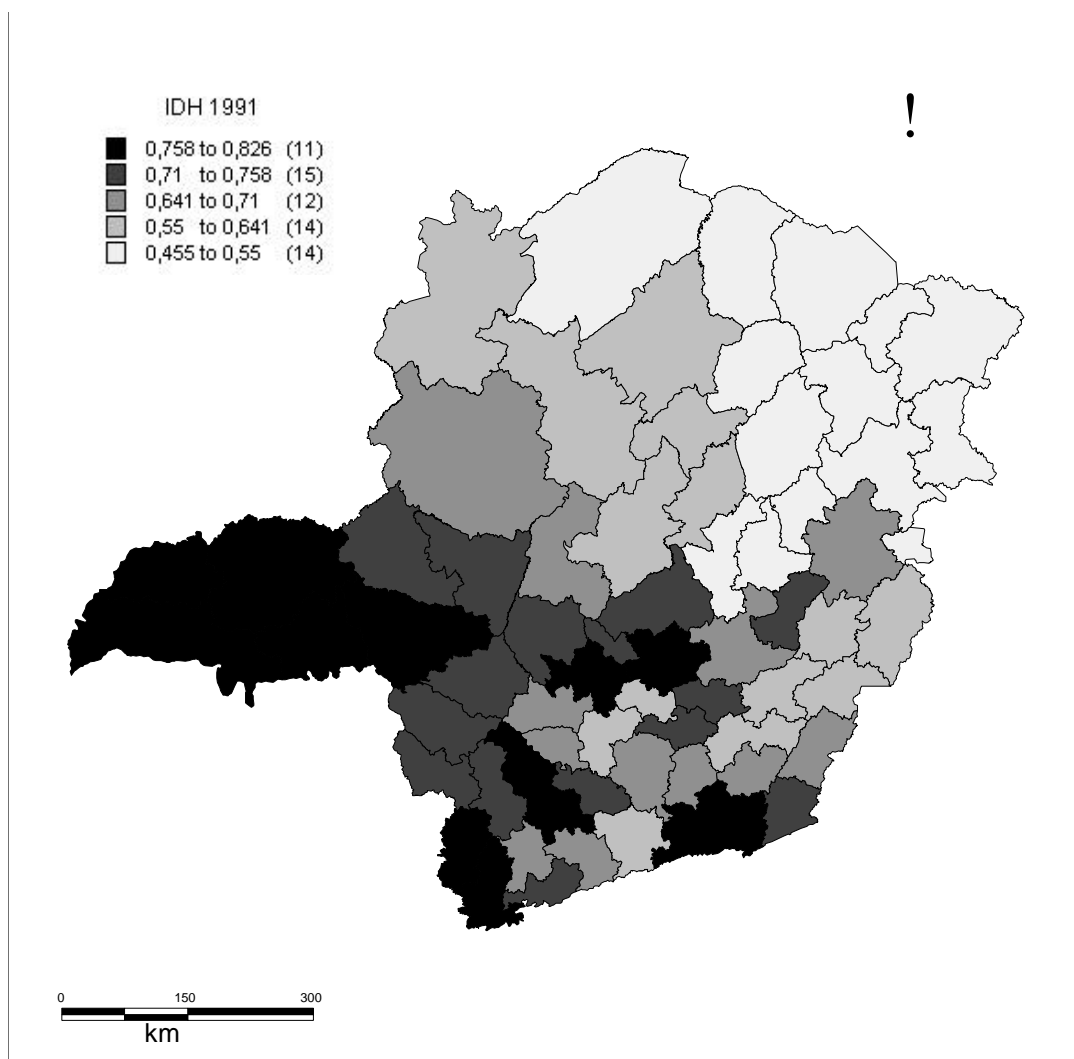 IDH 1991
!
0,758 to 0,826 (11)
0,71 to 0,758 (15)
0,641 to 0,71 (12)
0,55 to 0,641 (14)
0,455 to 0,55 (14)
0 150 300
km